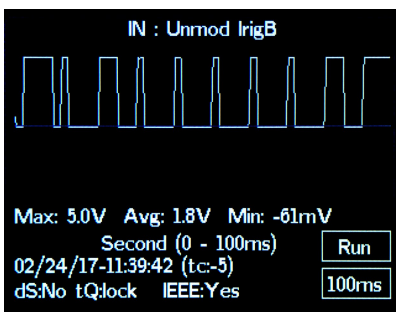 IN : Unmod IrigB
Max: 5.0V Avg: 1.8V Min: -61mV
Second (0 - 100ms)
Run
02/24/17-11:39:42 (tc:-5)
dS:No tQ:lock IEEE:Yes
100ms